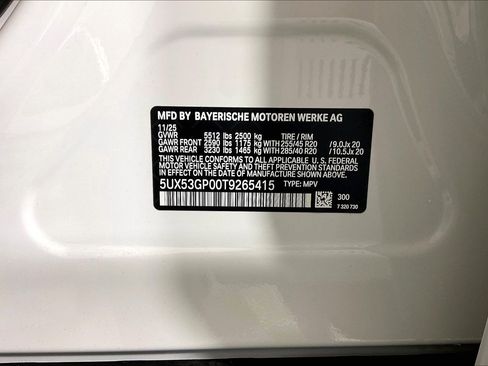 MFD BY BAYERISCHE MOTOREN WERKE AG
11/25
GVWR 5512 lbs 2500 kg TIRE / RIM
GAWR FRONT 2590 lbs 1175 kg WITH 255/45 R20 /9.0Jx 20
GAWR REAR 3230 lbs 1465 kg WITH 285/40 R20 /10.5Jx 20
THIS VEHICLE CONFORMS TO ALL APPLICABLE U.S. FEDERAL
MOTOR VEHICLE SAFETY AND THEFT PREVENTION STANDARDS IN
EFFECT ON THE DATE OF MANUFACTURE SHOWN ABOVE.
5UX53GP00T9265415 TYPE: MPV
300
7 320 730